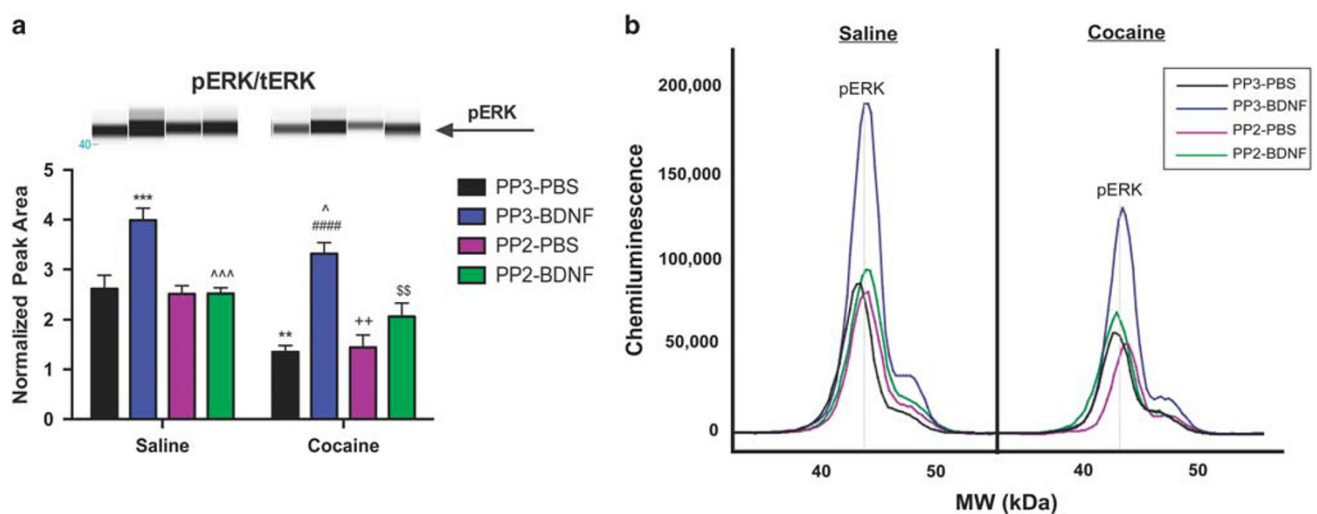 a
pERK/tERK
pERK
40
5
4
3
2
1
0
Normalized Peak Area
***
^^^
**
^
####
++
$$
Saline
Cocaine
PP3-PBS
PP3-BDNF
PP2-PBS
PP2-BDNF
b
Saline
Cocaine
200,000
150,000
100,000
50,000
0
Chemiluminescence
pERK
pERK
PP3-PBS
PP3-BDNF
PP2-PBS
PP2-BDNF
40
50
40
50
MW (kDa)